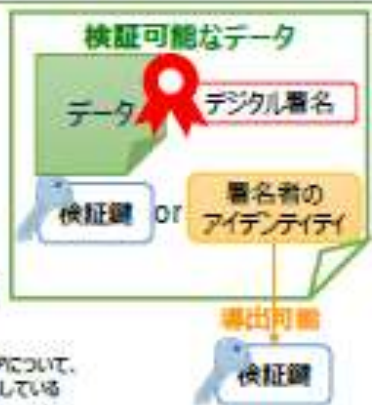 検証可能なデータ
データ
デジタル署名
検証鍵 or 署名者の
アイデンティティ
導出可能
検証鍵
アについて、
している